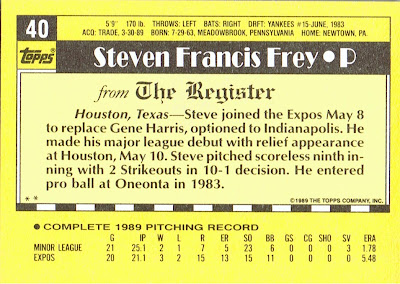 40
5'9" 170 lb. THROWS: LEFT BATS: RIGHT DRFT: YANKEES #15-JUNE, 1983
ACQ: TRADE, 3-30-89 BORN: 7-29-63, MEADOWBROOK, PENNSYLVANIA HOME: NEWTOWN, PA
Topps
Steven Francis Frey • P
from The Register
Houston, Texas—Steve joined the Expos May 8
to replace Gene Harris, optioned to Indianapolis. He
made his major league debut with relief appearance
at Houston, May 10. Steve pitched scoreless ninth in-
ning with 2 Strikeouts in 10-1 decision. He entered
pro ball at Oneonta in 1983.
* *
©1989 THE TOPPS COMPANY, INC.
• COMPLETE 1989 PITCHING RECORD
G IP W L R ER SO BB GS CG SHO SV ERA
MINOR LEAGUE 21 25.1 2 1 7 5 23 6 0 0 0 3 1.78
EXPOS 20 21.1 3 2 15 13 15 11 0 0 0 0 5.48